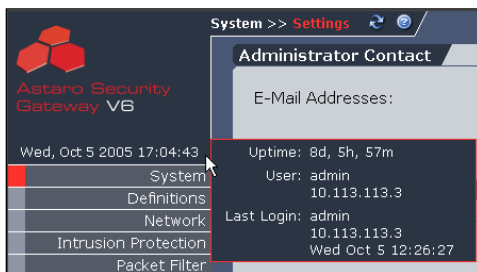 System >> Settings
Administrator Contact
Astaro Security
Gateway V6
E-Mail Addresses:
Wed, Oct 5 2005 17:04:43
Uptime: 8d, 5h, 57m
User: admin
10.113.113.3
Last Login: admin
10.113.113.3
Wed Oct 5 12:26:27
System
Definitions
Network
Intrusion Protection
Packet Filter